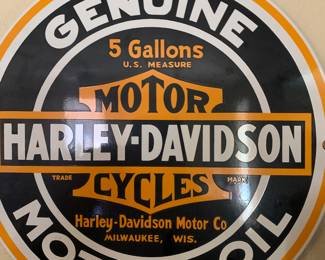 GENUINE
5 Gallons
U.S. MEASURE
MOTOR
HARLEY-DAVIDSON
TRADE MARK
CYCLES
Harley-Davidson Motor Co
MILWAUKEE, WIS.
MOTOR OIL